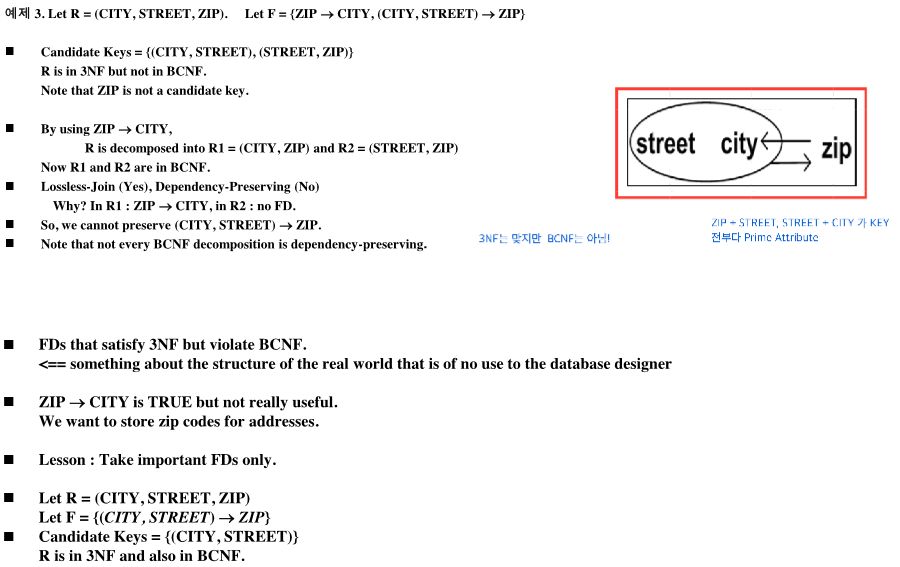 예제 3. Let R = (CITY, STREET, ZIP). Let F = {ZIP → CITY, (CITY, STREET) → ZIP}
■ Candidate Keys = {(CITY, STREET), (STREET, ZIP)}
R is in 3NF but not in BCNF.
Note that ZIP is not a candidate key.
■ By using ZIP → CITY,
R is decomposed into R1 = (CITY, ZIP) and R2 = (STREET, ZIP)
Now R1 and R2 are in BCNF.
■ Lossless-Join (Yes), Dependency-Preserving (No)
Why? In R1 : ZIP → CITY, in R2 : no FD.
■ So, we cannot preserve (CITY, STREET) → ZIP.
■ Note that not every BCNF decomposition is dependency-preserving.
street city zip
3NF는 맞지만 BCNF는 아님!
ZIP + STREET, STREET + CITY 가 KEY
전부다 Prime Attribute
■ FDs that satisfy 3NF but violate BCNF.
<== something about the structure of the real world that is of no use to the database designer
■ ZIP → CITY is TRUE but not really useful.
We want to store zip codes for addresses.
■ Lesson : Take important FDs only.
■ Let R = (CITY, STREET, ZIP)
Let F = {(CITY, STREET) → ZIP}
■ Candidate Keys = {(CITY, STREET)}
R is in 3NF and also in BCNF.